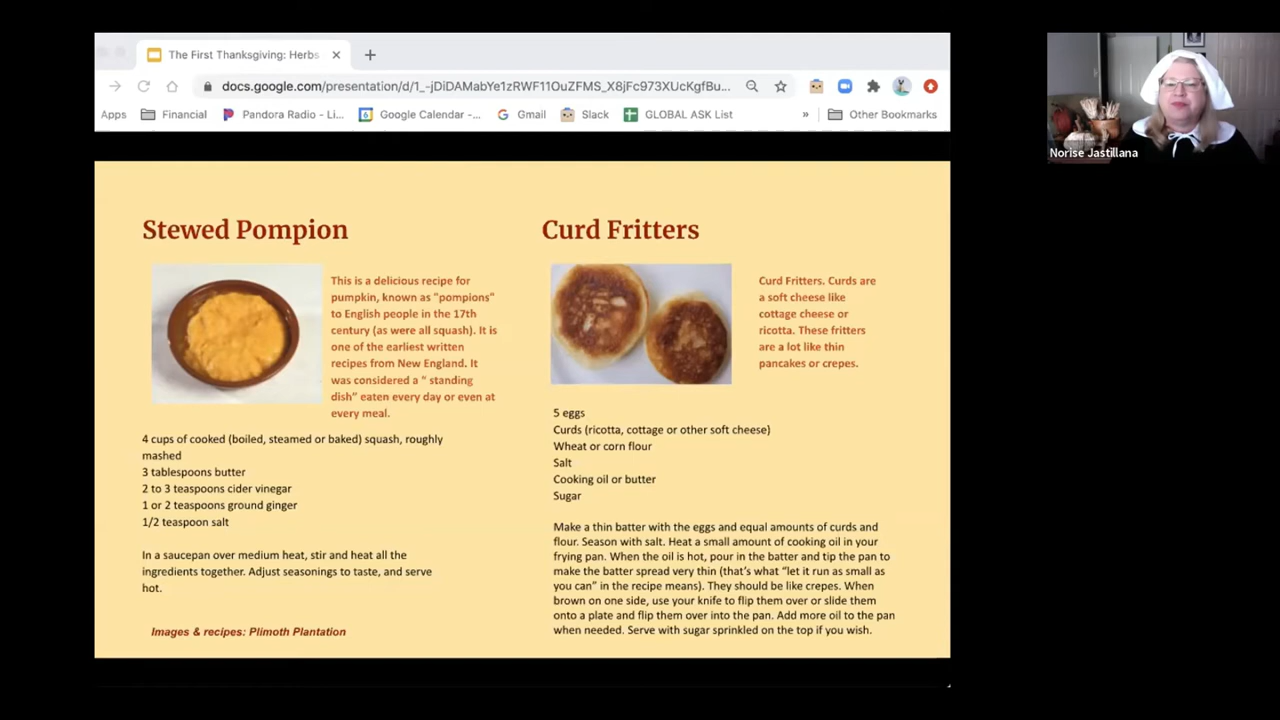 The First Thanksgiving: Herbs
docs.google.com/presentation/d/1_-jDiDAMabYe1zRWF11OuZFMS_X8jFc973XUcKgfBu...
Apps Financial Pandora Radio - Li... Google Calendar -... Gmail Slack GLOBAL ASK List » Other Bookmarks
Norise Jastillana
Stewed Pompion
This is a delicious recipe for
pumpkin, known as "pompions"
to English people in the 17th
century (as were all squash). It is
one of the earliest written
recipes from New England. It
was considered a “ standing
dish” eaten every day or even at
every meal.
4 cups of cooked (boiled, steamed or baked) squash, roughly
mashed
3 tablespoons butter
2 to 3 teaspoons cider vinegar
1 or 2 teaspoons ground ginger
1/2 teaspoon salt
In a saucepan over medium heat, stir and heat all the
ingredients together. Adjust seasonings to taste, and serve
hot.
Images & recipes: Plimoth Plantation
Curd Fritters
Curd Fritters. Curds are
a soft cheese like
cottage cheese or
ricotta. These fritters
are a lot like thin
pancakes or crepes.
5 eggs
Curds (ricotta, cottage or other soft cheese)
Wheat or corn flour
Salt
Cooking oil or butter
Sugar
Make a thin batter with the eggs and equal amounts of curds and
flour. Season with salt. Heat a small amount of cooking oil in your
frying pan. When the oil is hot, pour in the batter and tip the pan to
make the batter spread very thin (that’s what “let it run as small as
you can” in the recipe means). They should be like crepes. When
brown on one side, use your knife to flip them over or slide them
onto a plate and flip them over into the pan. Add more oil to the pan
when needed. Serve with sugar sprinkled on the top if you wish.